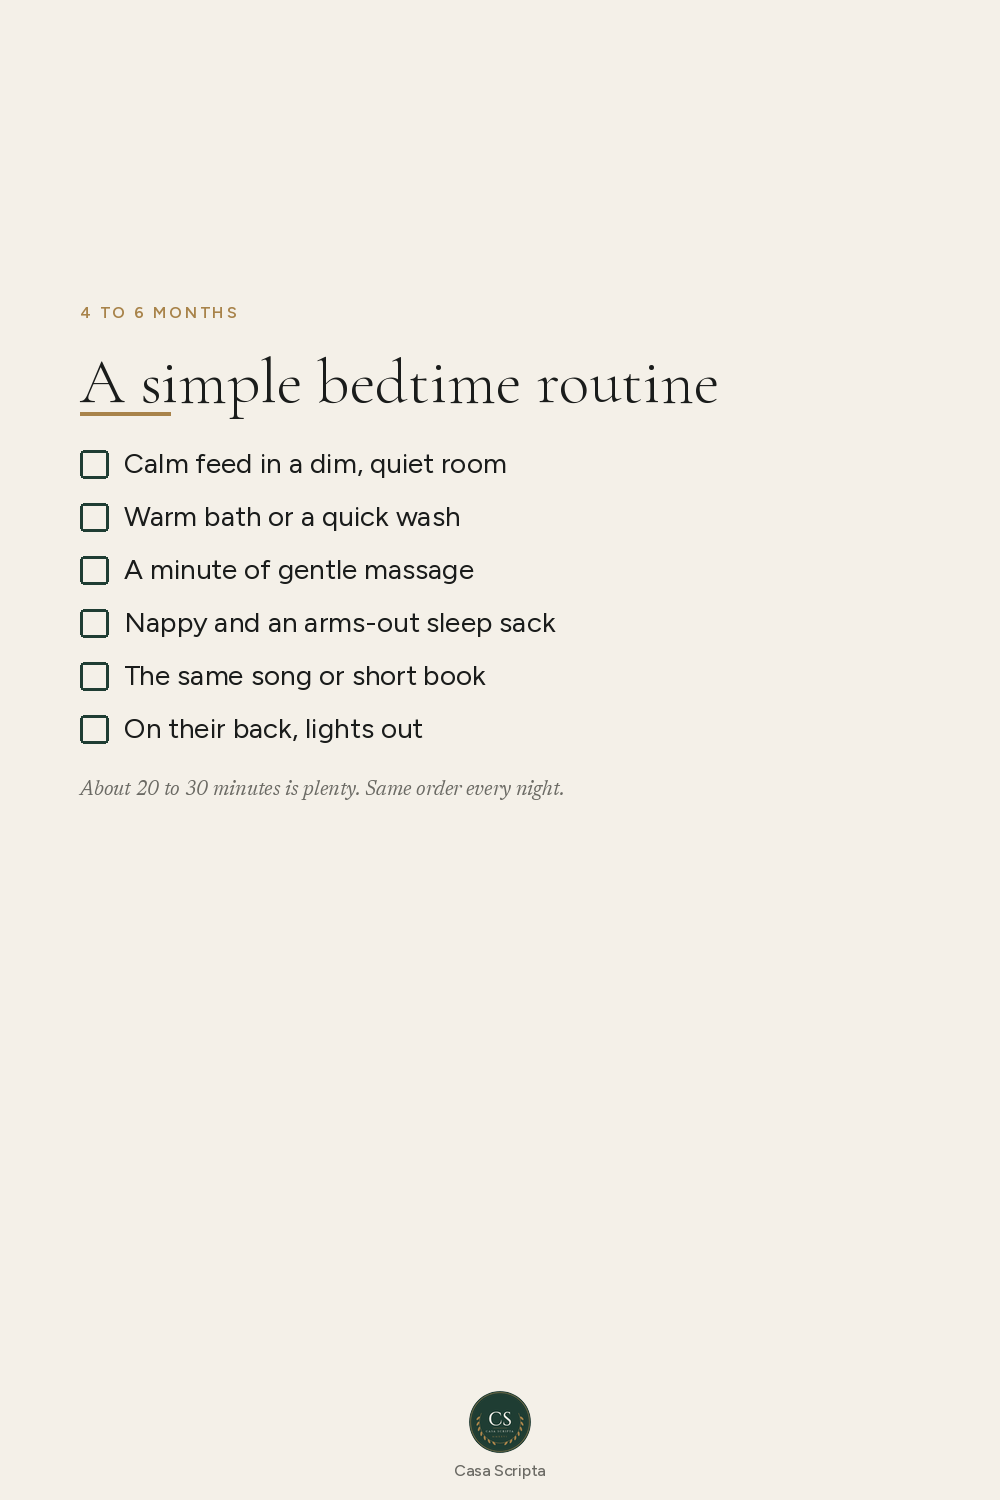 4 TO 6 MONTHS
A simple bedtime routine
Calm feed in a dim, quiet room
Warm bath or a quick wash
A minute of gentle massage
Nappy and an arms-out sleep sack
The same song or short book
On their back, lights out
About 20 to 30 minutes is plenty. Same order every night.
CS
CASA SCRIPTA
Casa Scripta